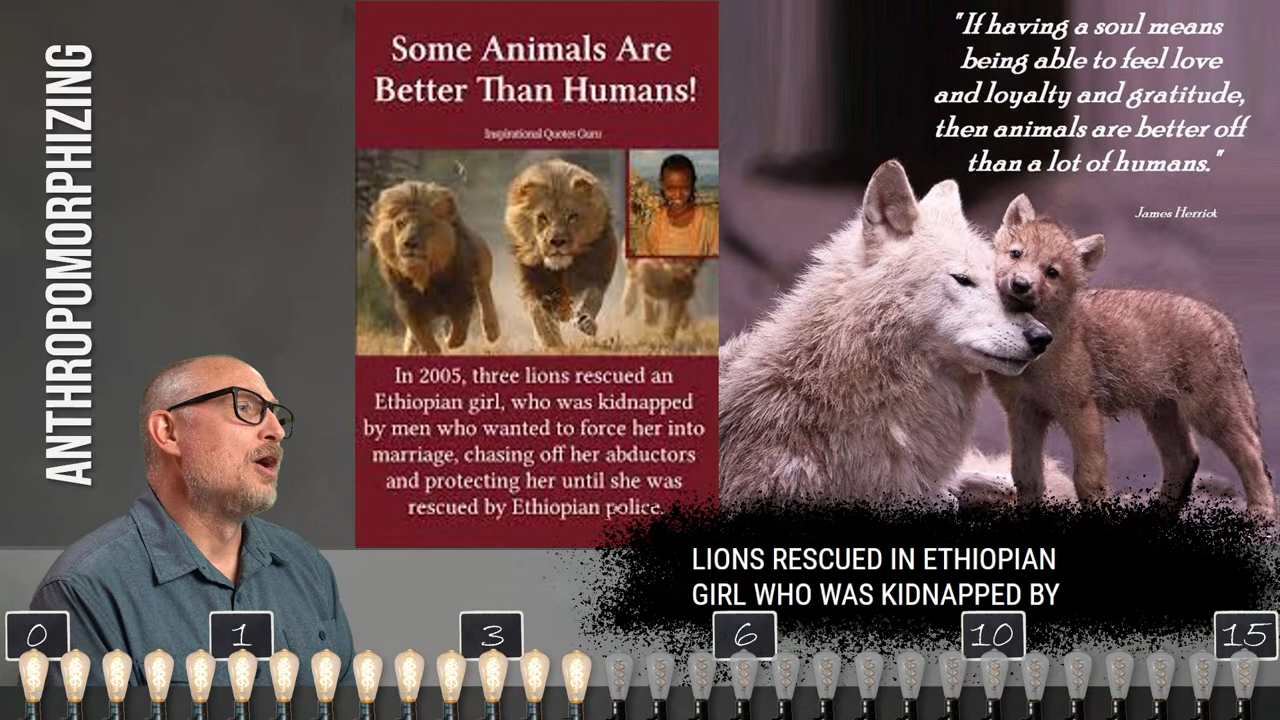 ANTHROPOMORPHIZING
Some Animals Are
Better Than Humans!
Inspirational Quotes Guru
In 2005, three lions rescued an
Ethiopian girl, who was kidnapped
by men who wanted to force her into
marriage, chasing off her abductors
and protecting her until she was
rescued by Ethiopian police.
"If having a soul means
being able to feel love
and loyalty and gratitude,
then animals are better off
than a lot of humans."
James Herriot
LIONS RESCUED IN ETHIOPIAN
GIRL WHO WAS KIDNAPPED BY
0 1 3 6 10 15